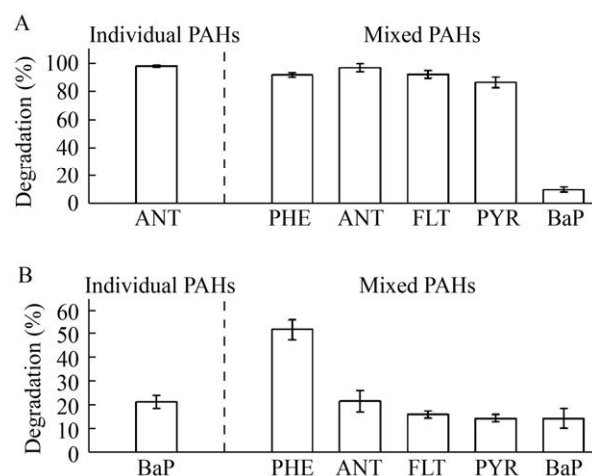 A
Individual PAHs
Mixed PAHs
Degradation (%)
100
80
60
40
20
0
ANT
PHE
ANT
FLT
PYR
BaP
B
Individual PAHs
Mixed PAHs
Degradation (%)
60
50
40
30
20
10
0
BaP
PHE
ANT
FLT
PYR
BaP